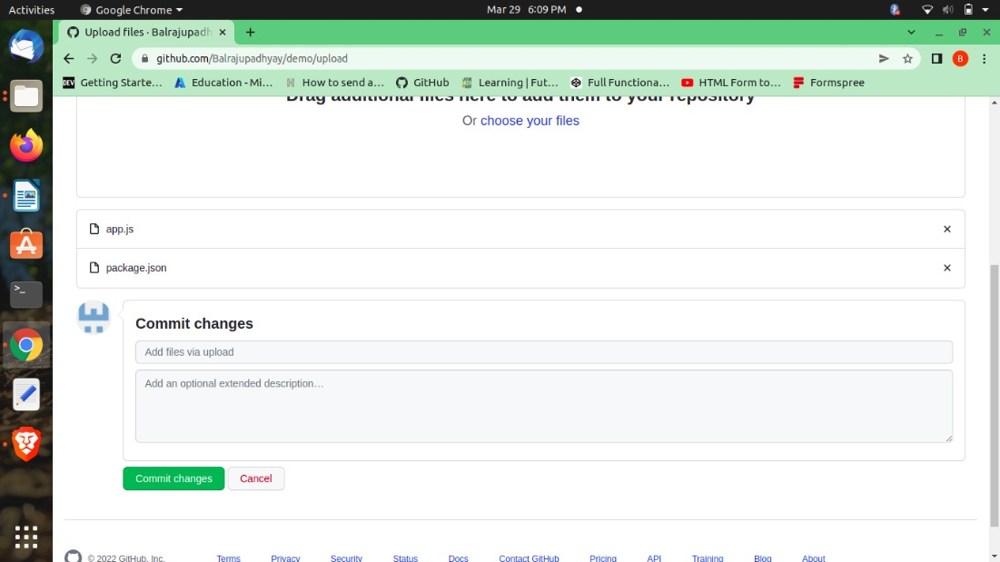 Activities Google Chrome Mar 29 6:09 PM
Upload files · Balrajupadh
github.com/Balrajupadhyay/demo/upload
B
DEV Getting Starte... Education - Mi... How to send a... GitHub Learning | Fut... Full Functiona... HTML Form to... Formspree
Drag additional files here to add them to your repository
Or choose your files
app.js
package.json
Commit changes
Add files via upload
Add an optional extended description…
Commit changes Cancel
© 2022 GitHub, Inc. Terms Privacy Security Status Docs Contact GitHub Pricing API Training Blog About